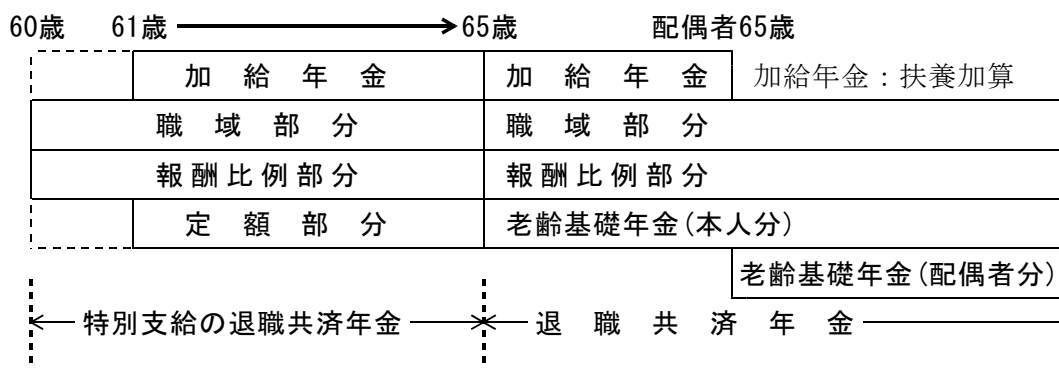 60歳 61歳 65歳 配偶者65歳
加給年金 加給年金 加給年金：扶養加算
職域部分 職域部分
報酬比例部分 報酬比例部分
定額部分 老齢基礎年金(本人分)
老齢基礎年金(配偶者分)
特別支給の退職共済年金 退職共済年金